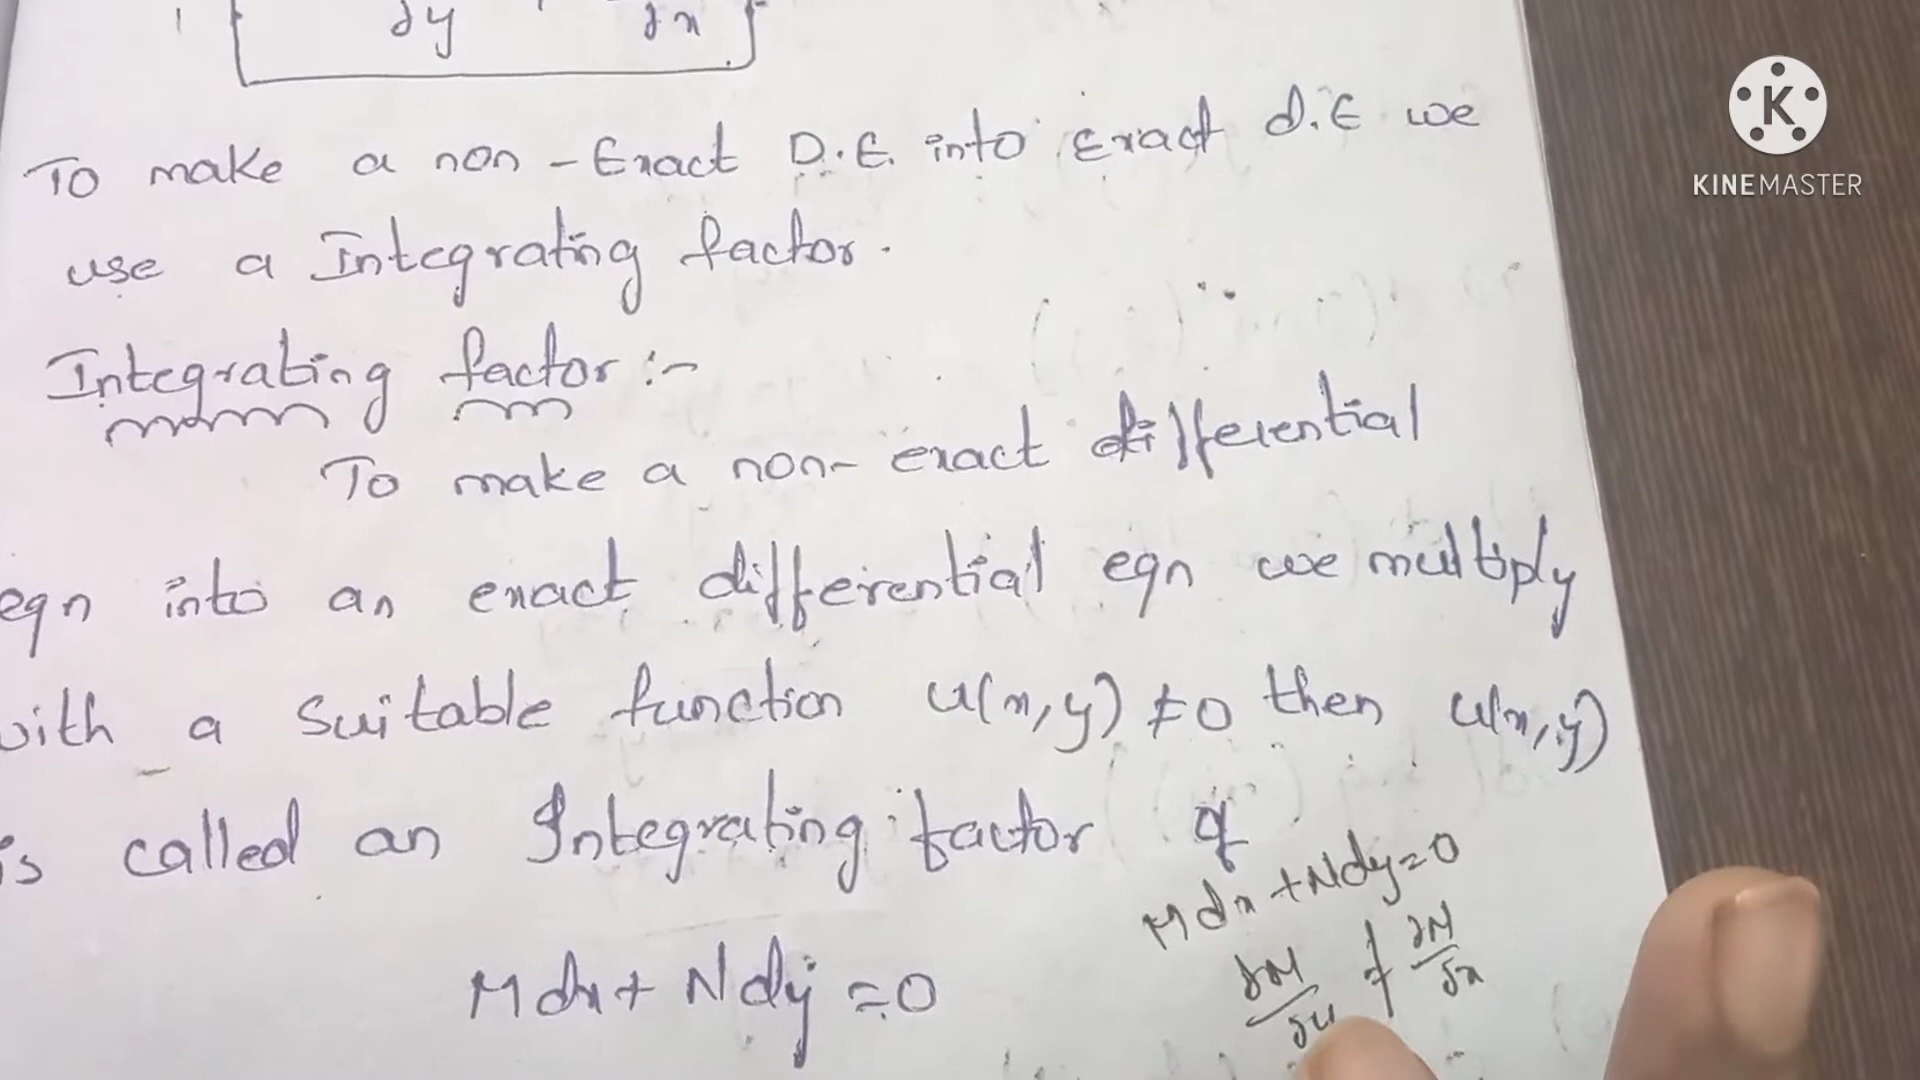 ∂y ∂x
To make a non-Exact D.E. into Exact d.E we
use a Integrating factor.
Integrating factor :-
To make a non-exact differential
eqn into an exact differential eqn we multiply
with a suitable function u(x,y) ≠ 0 then u(x,y)
is called an Integrating factor of
Mdx + Ndy = 0
Mdx + Ndy = 0
∂M/∂y ≠ ∂N/∂x
K
KINEMASTER